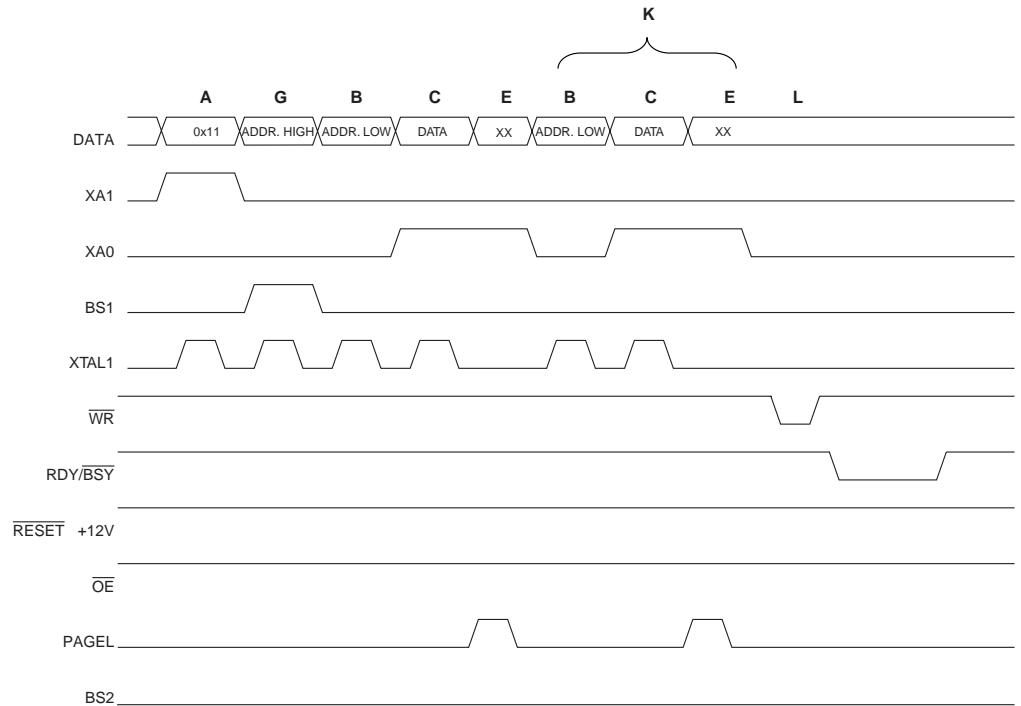 K
A G B C E B C E L
DATA 0x11 ADDR. HIGH ADDR. LOW DATA XX ADDR. LOW DATA XX
XA1
XA0
BS1
XTAL1
WR
RDY/BSY
RESET +12V
OE
PAGEL
BS2